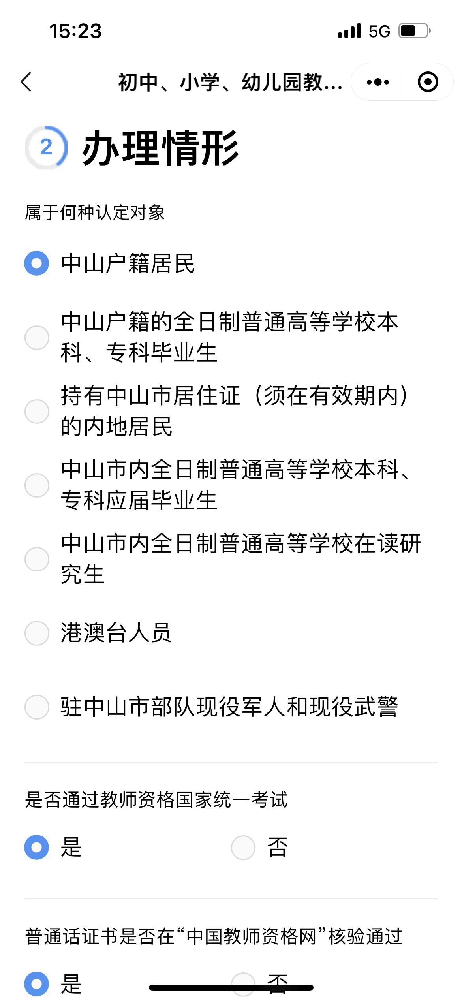 15:23
5G
初中、小学、幼儿园教...
2 办理情形
属于何种认定对象
中山户籍居民
中山户籍的全日制普通高等学校本
科、专科毕业生
持有中山市居住证（须在有效期内）
的内地居民
中山市内全日制普通高等学校本科、
专科应届毕业生
中山市内全日制普通高等学校在读研
究生
港澳台人员
驻中山市部队现役军人和现役武警
是否通过教师资格国家统一考试
是 否
普通话证书是否在“中国教师资格网”核验通过
是 否